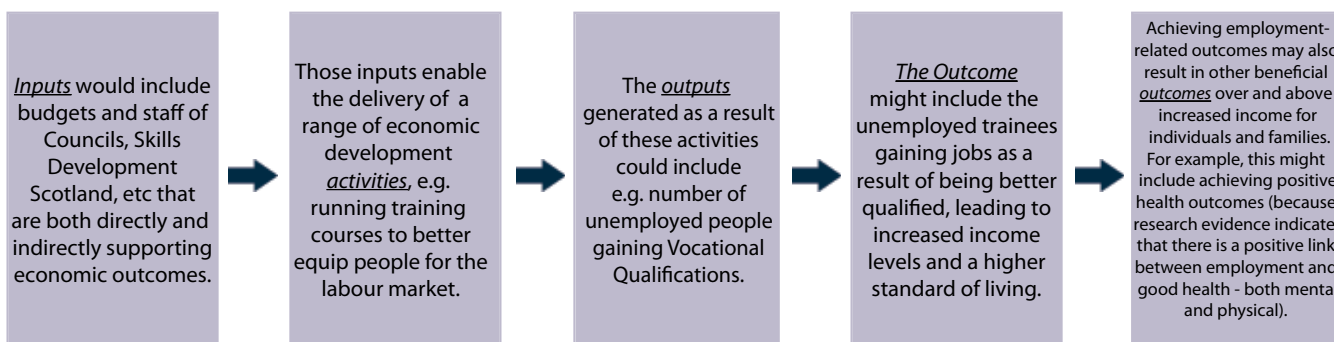 Inputs would include
budgets and staff of
Councils, Skills
Development
Scotland, etc that
are both directly and
indirectly supporting
economic outcomes.
Those inputs enable
the delivery of a
range of economic
development
activities, e.g.
running training
courses to better
equip people for the
labour market.
The outputs
generated as a result
of these activities
could include
e.g. number of
unemployed people
gaining Vocational
Qualifications.
The Outcome
might include the
unemployed trainees
gaining jobs as a
result of being better
qualified, leading to
increased income
levels and a higher
standard of living.
Achieving employment-
related outcomes may also
result in other beneficial
outcomes over and above
increased income for
individuals and families.
For example, this might
include achieving positive
health outcomes (because
research evidence indicate
that there is a positive link
between employment and
good health - both menta
and physical).